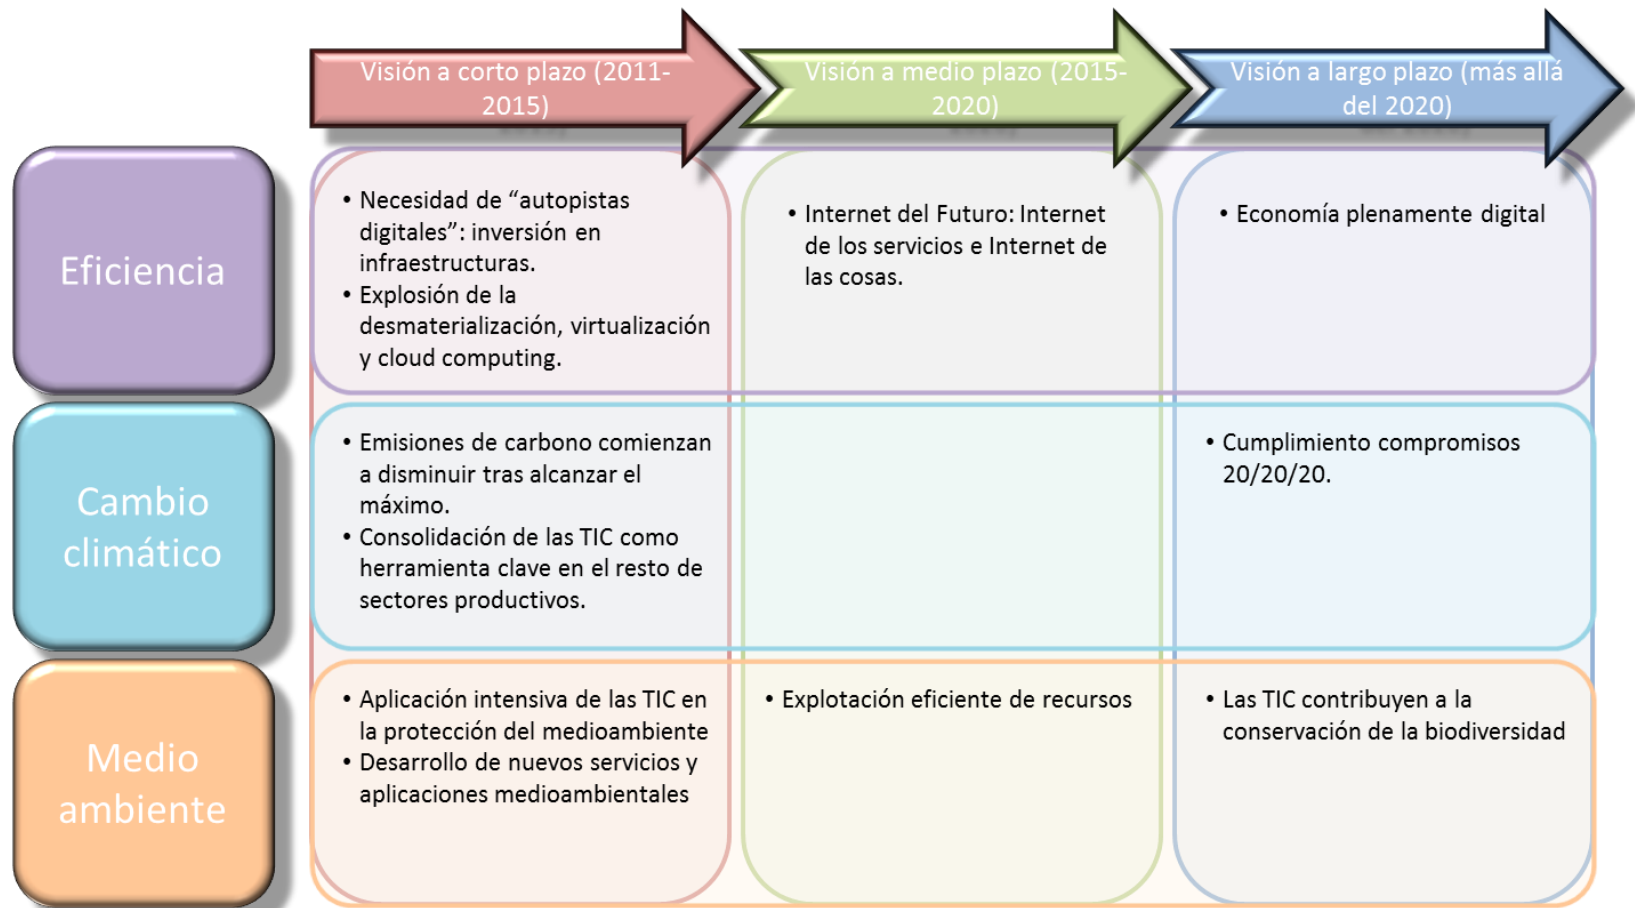 Visión a corto plazo (2011-
2015)
Visión a medio plazo (2015-
2020)
Visión a largo plazo (más allá
del 2020)
Eficiencia
• Necesidad de “autopistas
digitales”: inversión en
infraestructuras.
• Explosión de la
desmaterialización, virtualización
y cloud computing.
• Internet del Futuro: Internet
de los servicios e Internet de
las cosas.
• Economía plenamente digital
Cambio
climático
• Emisiones de carbono comienzan
a disminuir tras alcanzar el
máximo.
• Consolidación de las TIC como
herramienta clave en el resto de
sectores productivos.
• Cumplimiento compromisos
20/20/20.
Medio
ambiente
• Aplicación intensiva de las TIC en
la protección del medioambiente
• Desarrollo de nuevos servicios y
aplicaciones medioambientales
• Explotación eficiente de recursos
• Las TIC contribuyen a la
conservación de la biodiversidad